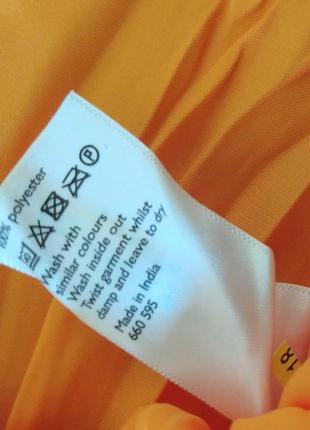 100% polyester
P
Wash with
similar colours
Wash inside out
Twist garment whilst
damp and leave to dry
Made in India
660 595
18